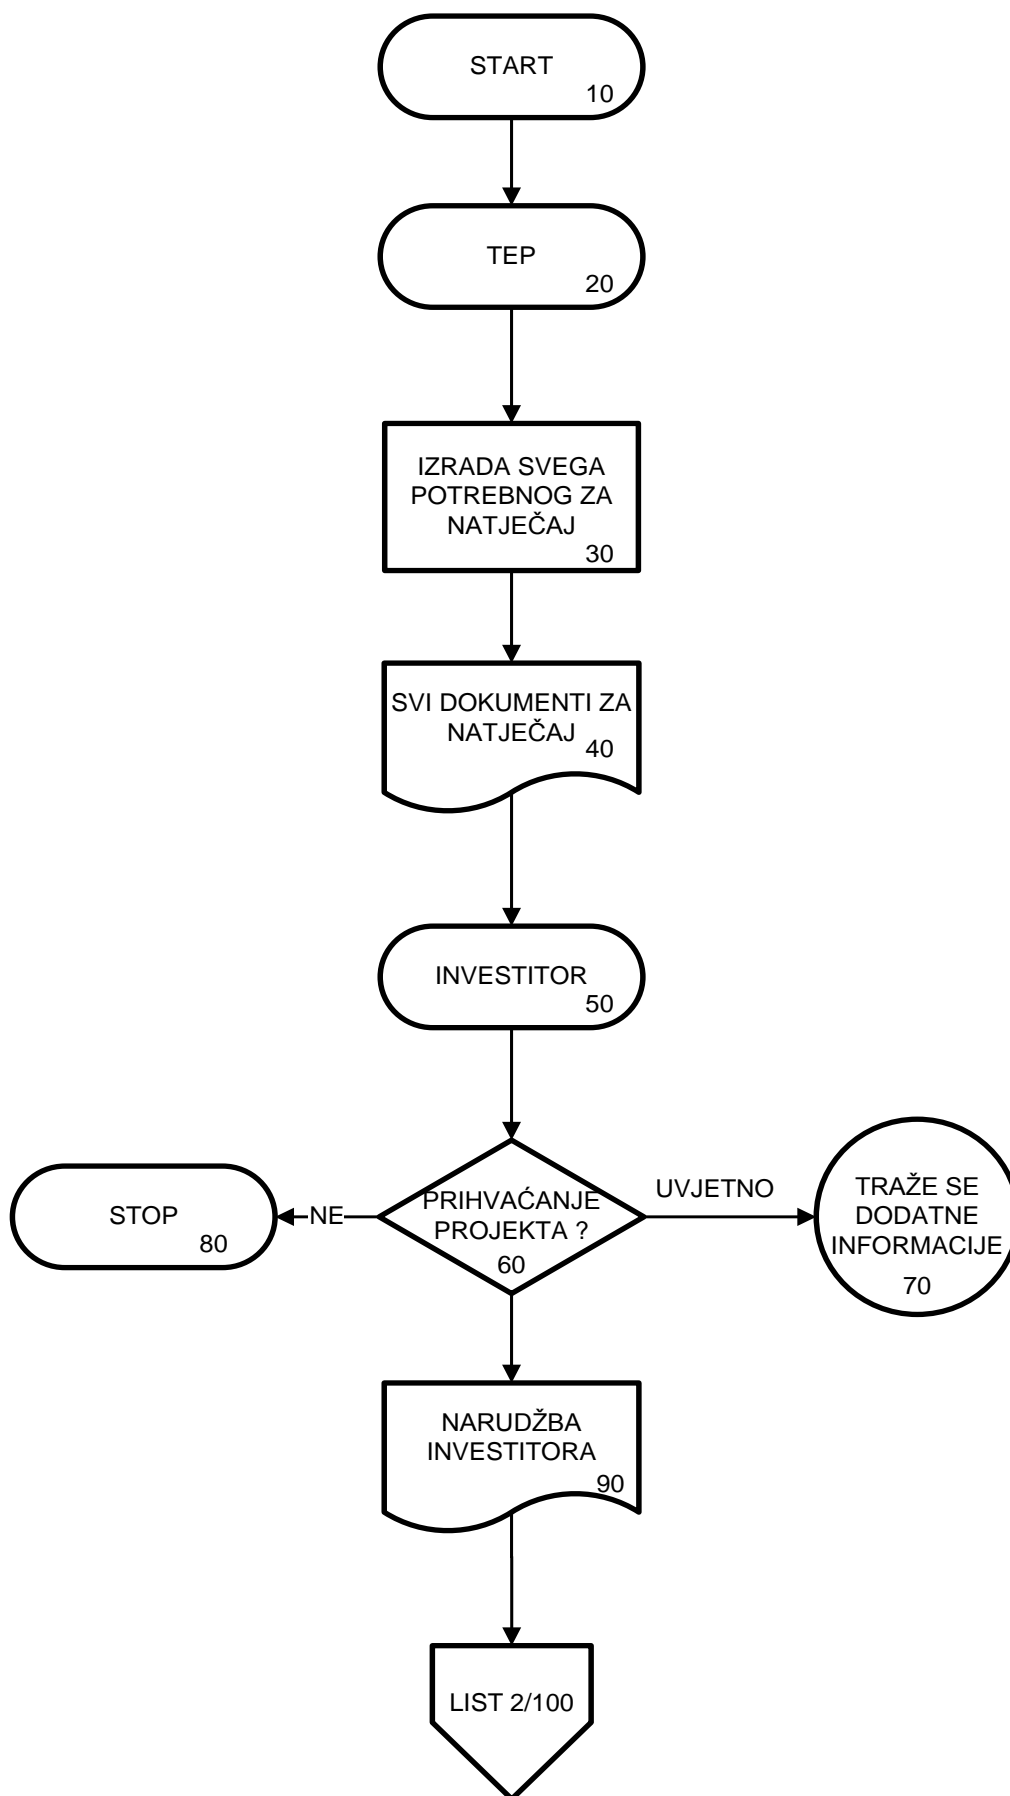 START
10
TEP
20
IZRADA SVEGA
POTREBNOG ZA
NATJEČAJ
30
SVI DOKUMENTI ZA
NATJEČAJ
40
INVESTITOR
50
STOP
80
NE
PRIHVAĆANJE
PROJEKTA ?
60
UVJETNO
TRAŽE SE
DODATNE
INFORMACIJE
70
NARUDŽBA
INVESTITORA
90
LIST 2/100